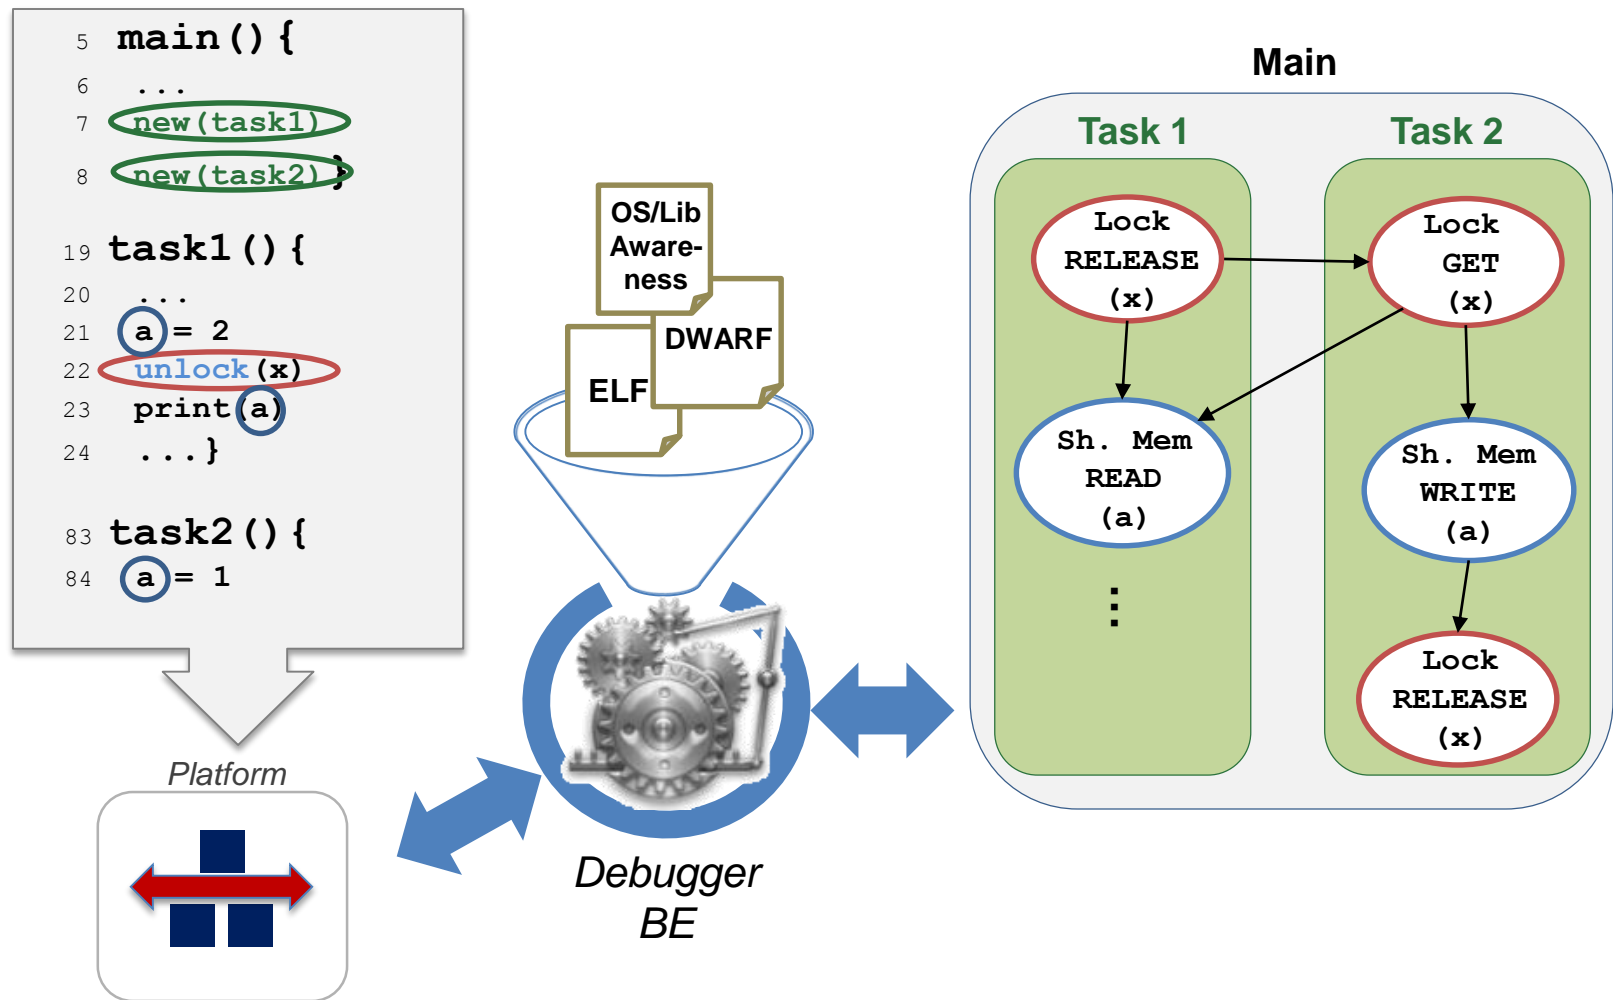 5 main(){
6 ...
7 new(task1)
8 new(task2)}
19 task1(){
20 ...
21 a = 2
22 unlock(x)
23 print(a)
24 ...}
83 task2(){
84 a = 1
Platform
OS/Lib
Aware-
ness
DWARF
ELF
Debugger
BE
Main
Task 1
Task 2
Lock
RELEASE
(x)
Lock
GET
(x)
Sh. Mem
READ
(a)
⋮
Sh. Mem
WRITE
(a)
Lock
RELEASE
(x)